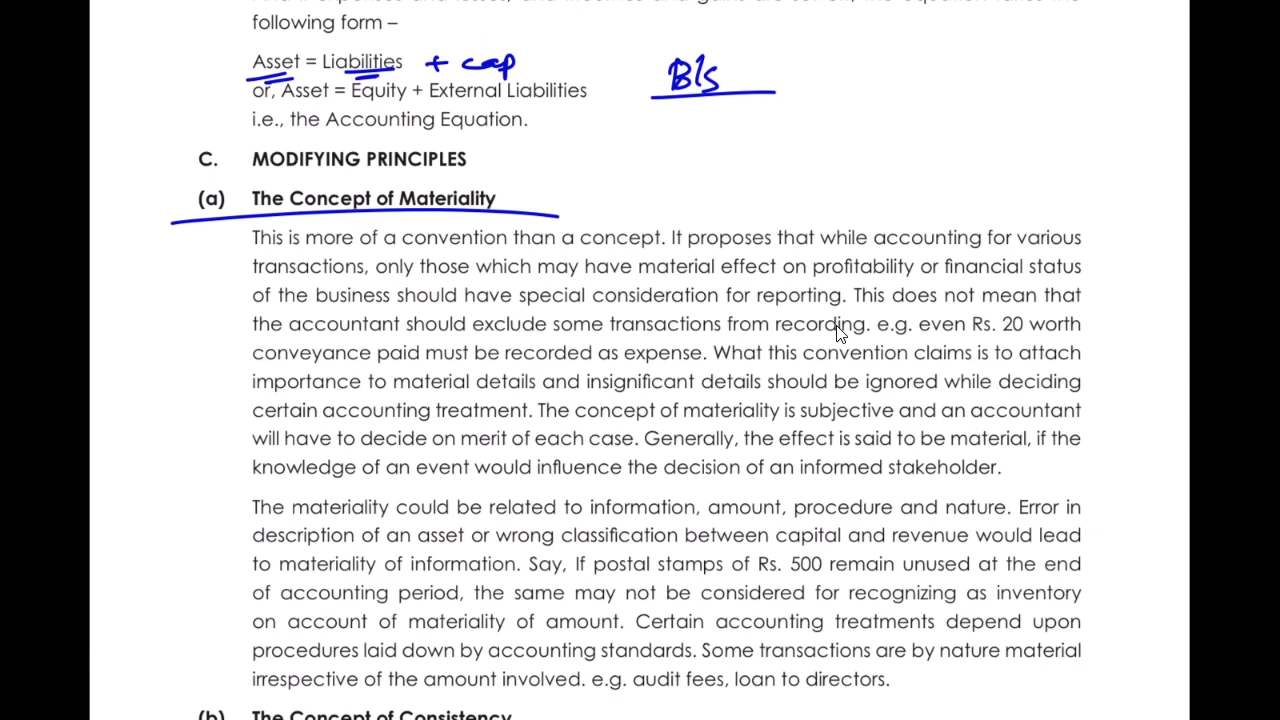 following form –
Asset = Liabilities + cap
B/s
or, Asset = Equity + External Liabilities
i.e., the Accounting Equation.
C. MODIFYING PRINCIPLES
(a) The Concept of Materiality
This is more of a convention than a concept. It proposes that while accounting for various
transactions, only those which may have material effect on profitability or financial status
of the business should have special consideration for reporting. This does not mean that
the accountant should exclude some transactions from recording. e.g. even Rs. 20 worth
conveyance paid must be recorded as expense. What this convention claims is to attach
importance to material details and insignificant details should be ignored while deciding
certain accounting treatment. The concept of materiality is subjective and an accountant
will have to decide on merit of each case. Generally, the effect is said to be material, if the
knowledge of an event would influence the decision of an informed stakeholder.
The materiality could be related to information, amount, procedure and nature. Error in
description of an asset or wrong classification between capital and revenue would lead
to materiality of information. Say, If postal stamps of Rs. 500 remain unused at the end
of accounting period, the same may not be considered for recognizing as inventory
on account of materiality of amount. Certain accounting treatments depend upon
procedures laid down by accounting standards. Some transactions are by nature material
irrespective of the amount involved. e.g. audit fees, loan to directors.
(b) The Concept of Consistency